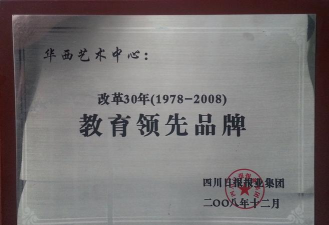 华西艺术中心：
改革30年(1978-2008)
教育领先品牌
四川日报报业集团
二〇〇八年十二月